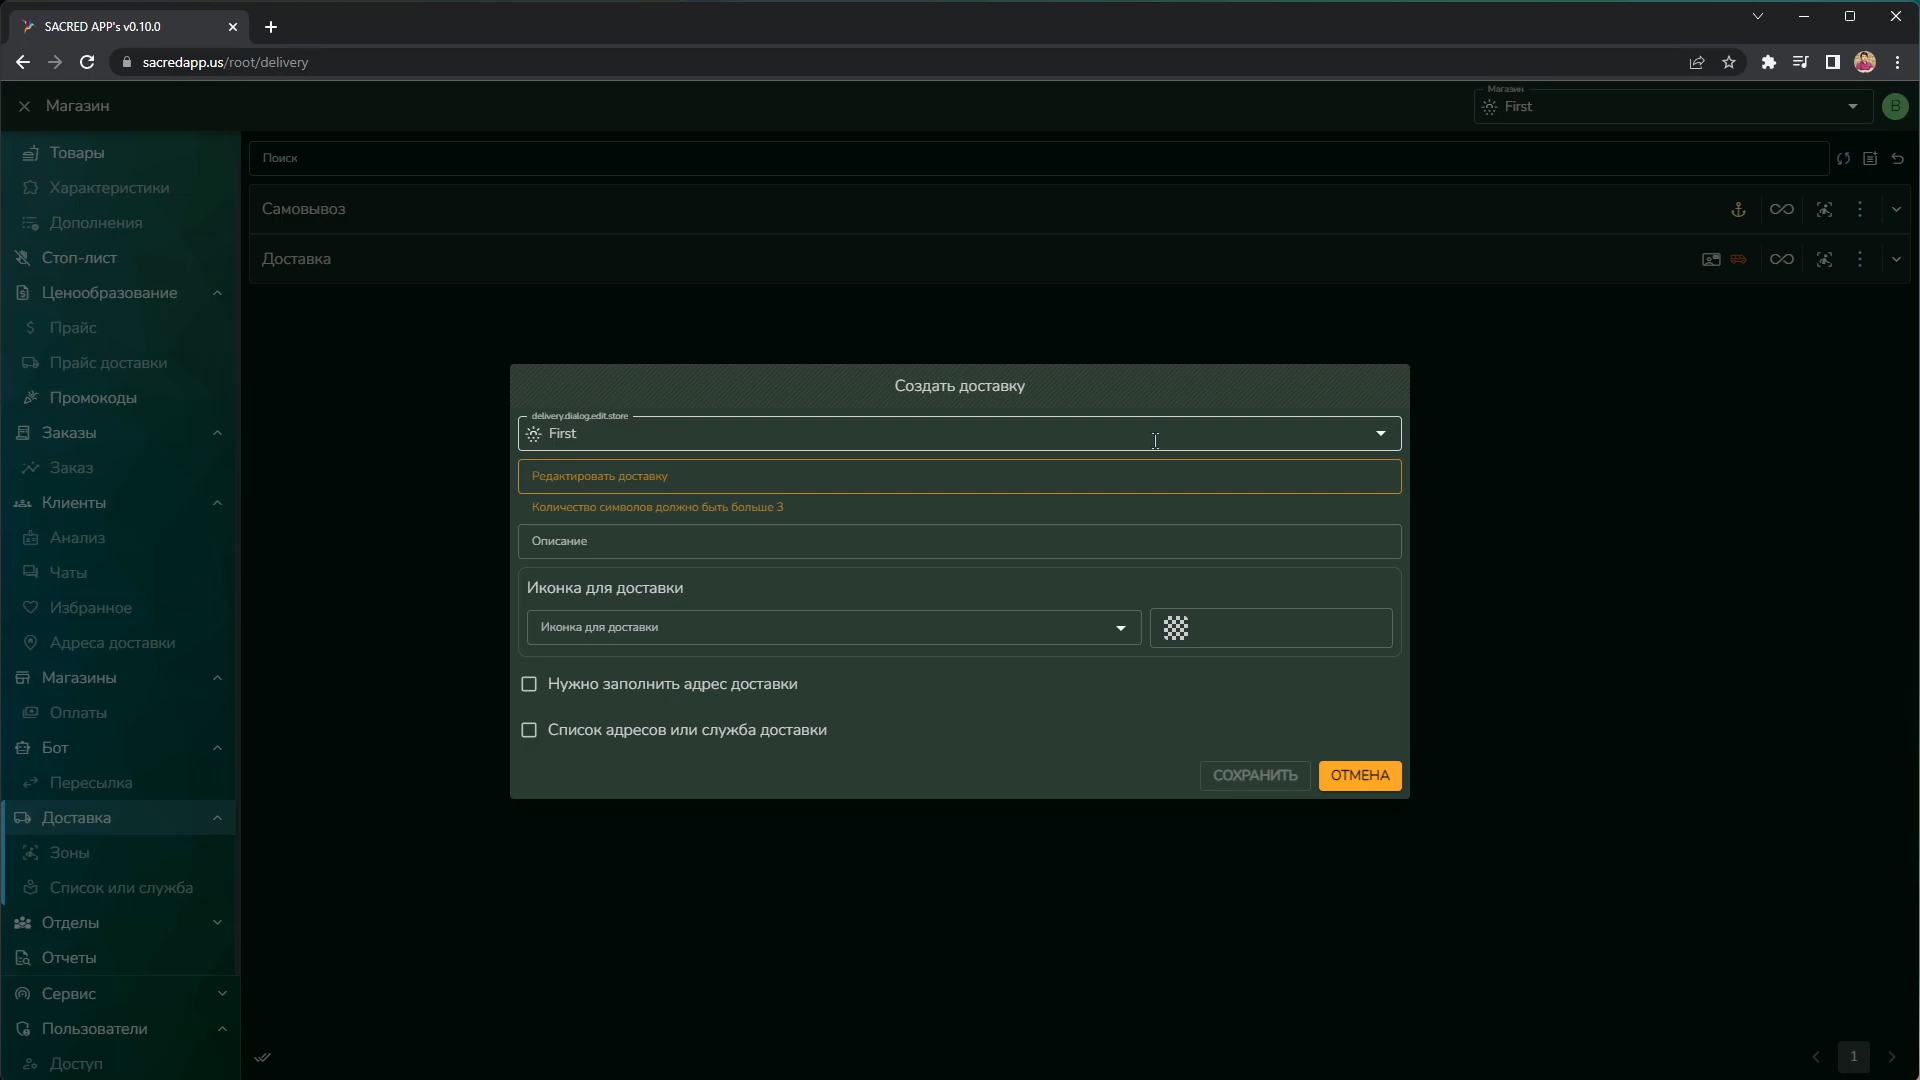 SACRED APP's v0.10.0
sacredapp.us/root/delivery
Магазин
Магазин
First
B
Товары
Характеристики
Дополнения
Стоп-лист
Ценообразование
Прайс
Прайс доставки
Промокоды
Заказы
Заказ
Клиенты
Анализ
Чаты
Избранное
Адреса доставки
Магазины
Оплаты
Бот
Пересылка
Доставка
Зоны
Список или служба
Отделы
Отчеты
Сервис
Пользователи
Доступ
Поиск
Самовывоз
Доставка
Создать доставку
delivery.dialog.edit.store
First
Редактировать доставку
Количество символов должно быть больше 3
Описание
Иконка для доставки
Иконка для доставки
Нужно заполнить адрес доставки
Список адресов или служба доставки
СОХРАНИТЬ ОТМЕНА
1